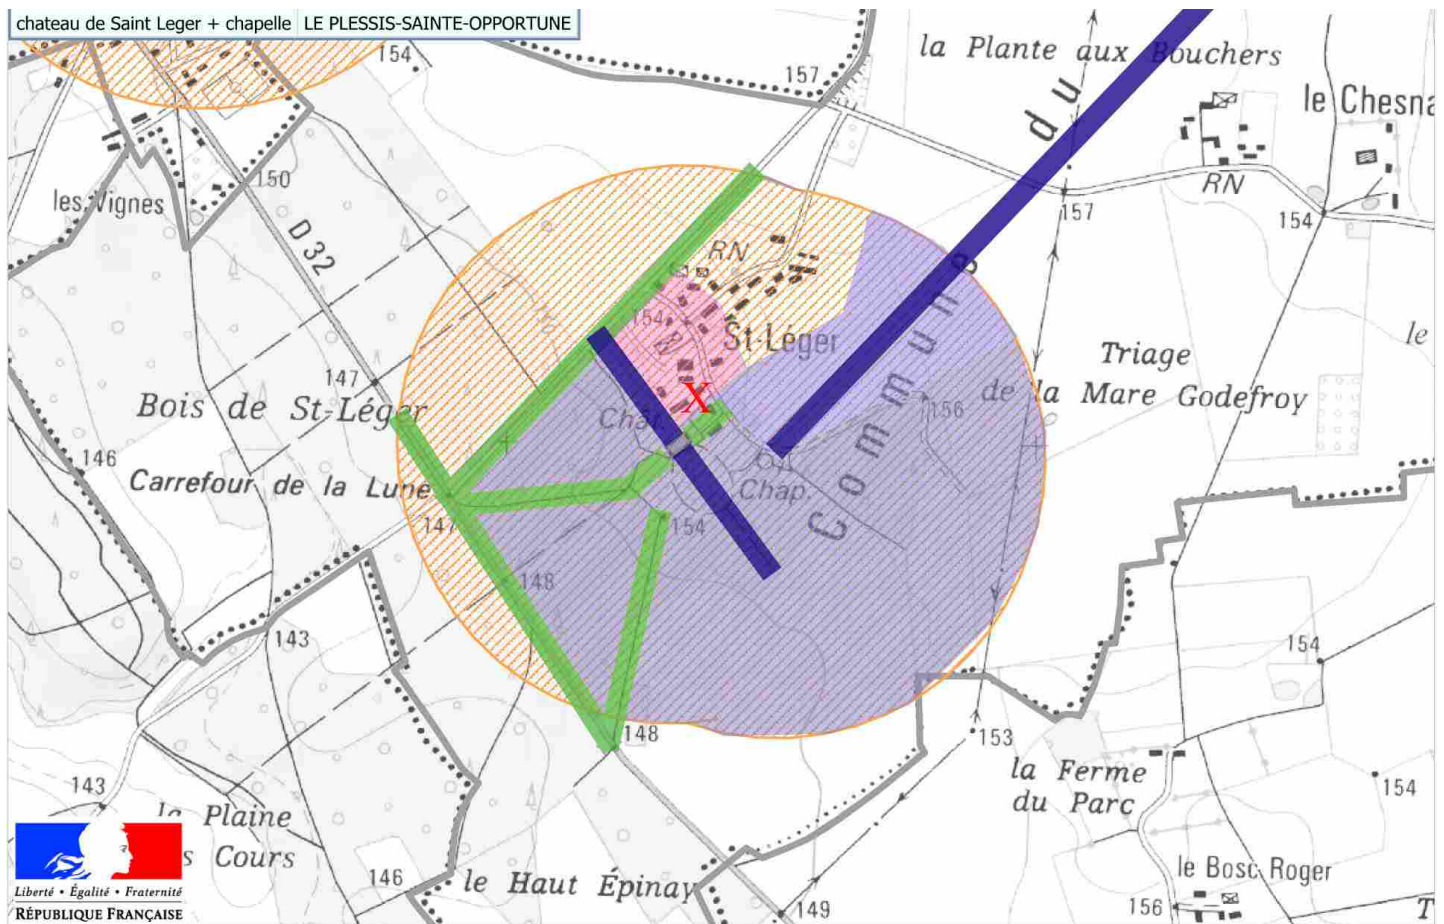 chateau de Saint Leger + chapelle LE PLESSIS-SAINTE-OPPORTUNE
154
157
la Plante aux Bouchers
le Chesna
les Vignes
150
D 32
du
RN
157
154
RN
154
St-Léger
Communs
Triage
de la Mare Godefroy
le
147
Bois de St-Léger
146
Carrefour de la Lune
147
Chât.
X
Chap.
156
154
148
143
154
148
153
143
la Plaine
s Cours
la Ferme
du Parc
154
146
le Haut Épinay
le Bosc Roger
149
156
T
Liberté • Égalité • Fraternité
RÉPUBLIQUE FRANÇAISE